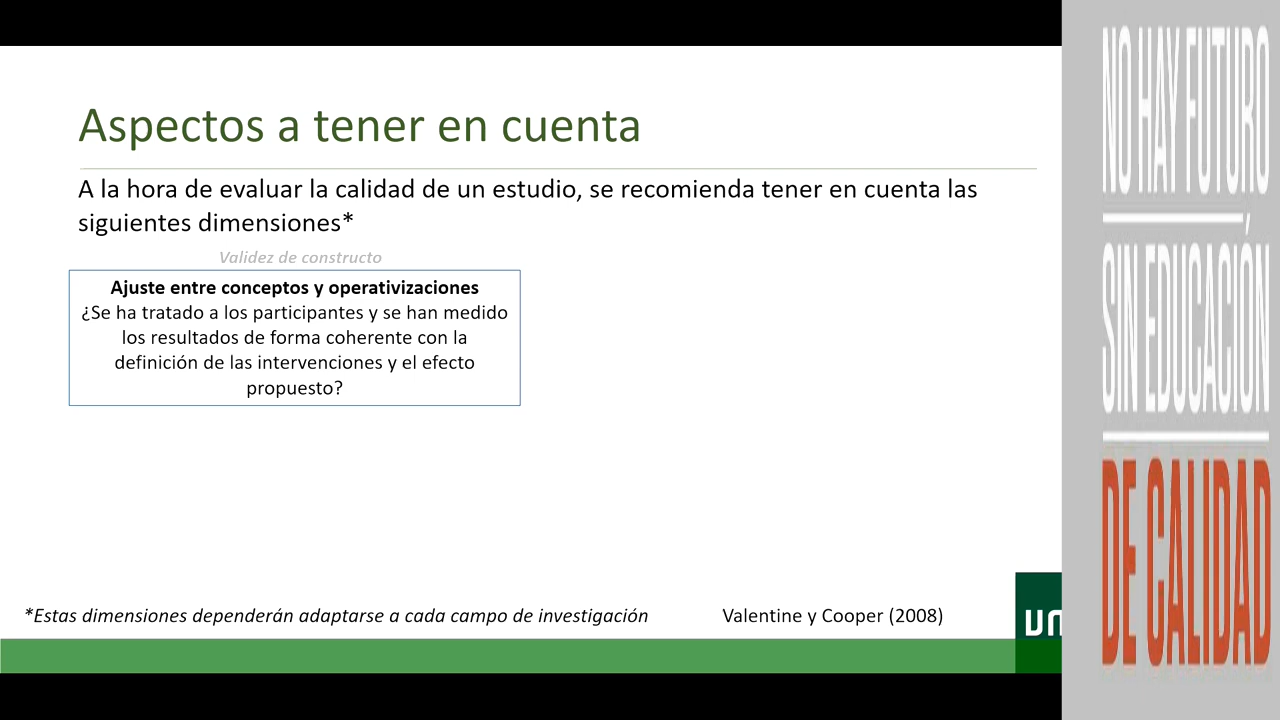 Aspectos a tener en cuenta
A la hora de evaluar la calidad de un estudio, se recomienda tener en cuenta las
siguientes dimensiones*
Validez de constructo
Ajuste entre conceptos y operativizaciones
¿Se ha tratado a los participantes y se han medido
los resultados de forma coherente con la
definición de las intervenciones y el efecto
propuesto?
*Estas dimensiones dependerán adaptarse a cada campo de investigación
Valentine y Cooper (2008)
NO HAY FUTURO
SIN EDUCACIÓN
DE CALIDAD